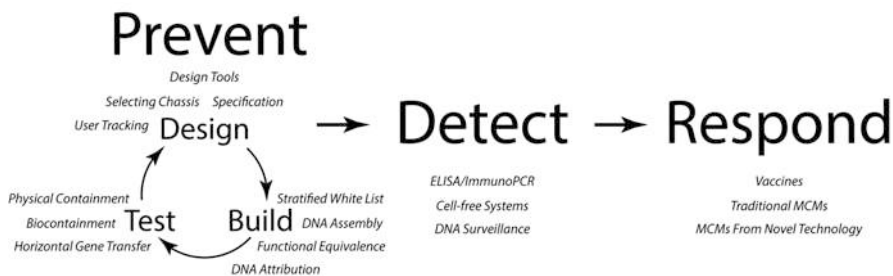 Prevent
Design Tools
Selecting Chassis Specification
User Tracking Design
Physical Containment
Biocontainment Test
Horizontal Gene Transfer
Stratified White List
Build DNA Assembly
Functional Equivalence
DNA Attribution
Detect
ELISA/ImmunoPCR
Cell-free Systems
DNA Surveillance
Respond
Vaccines
Traditional MCMs
MCMs From Novel Technology